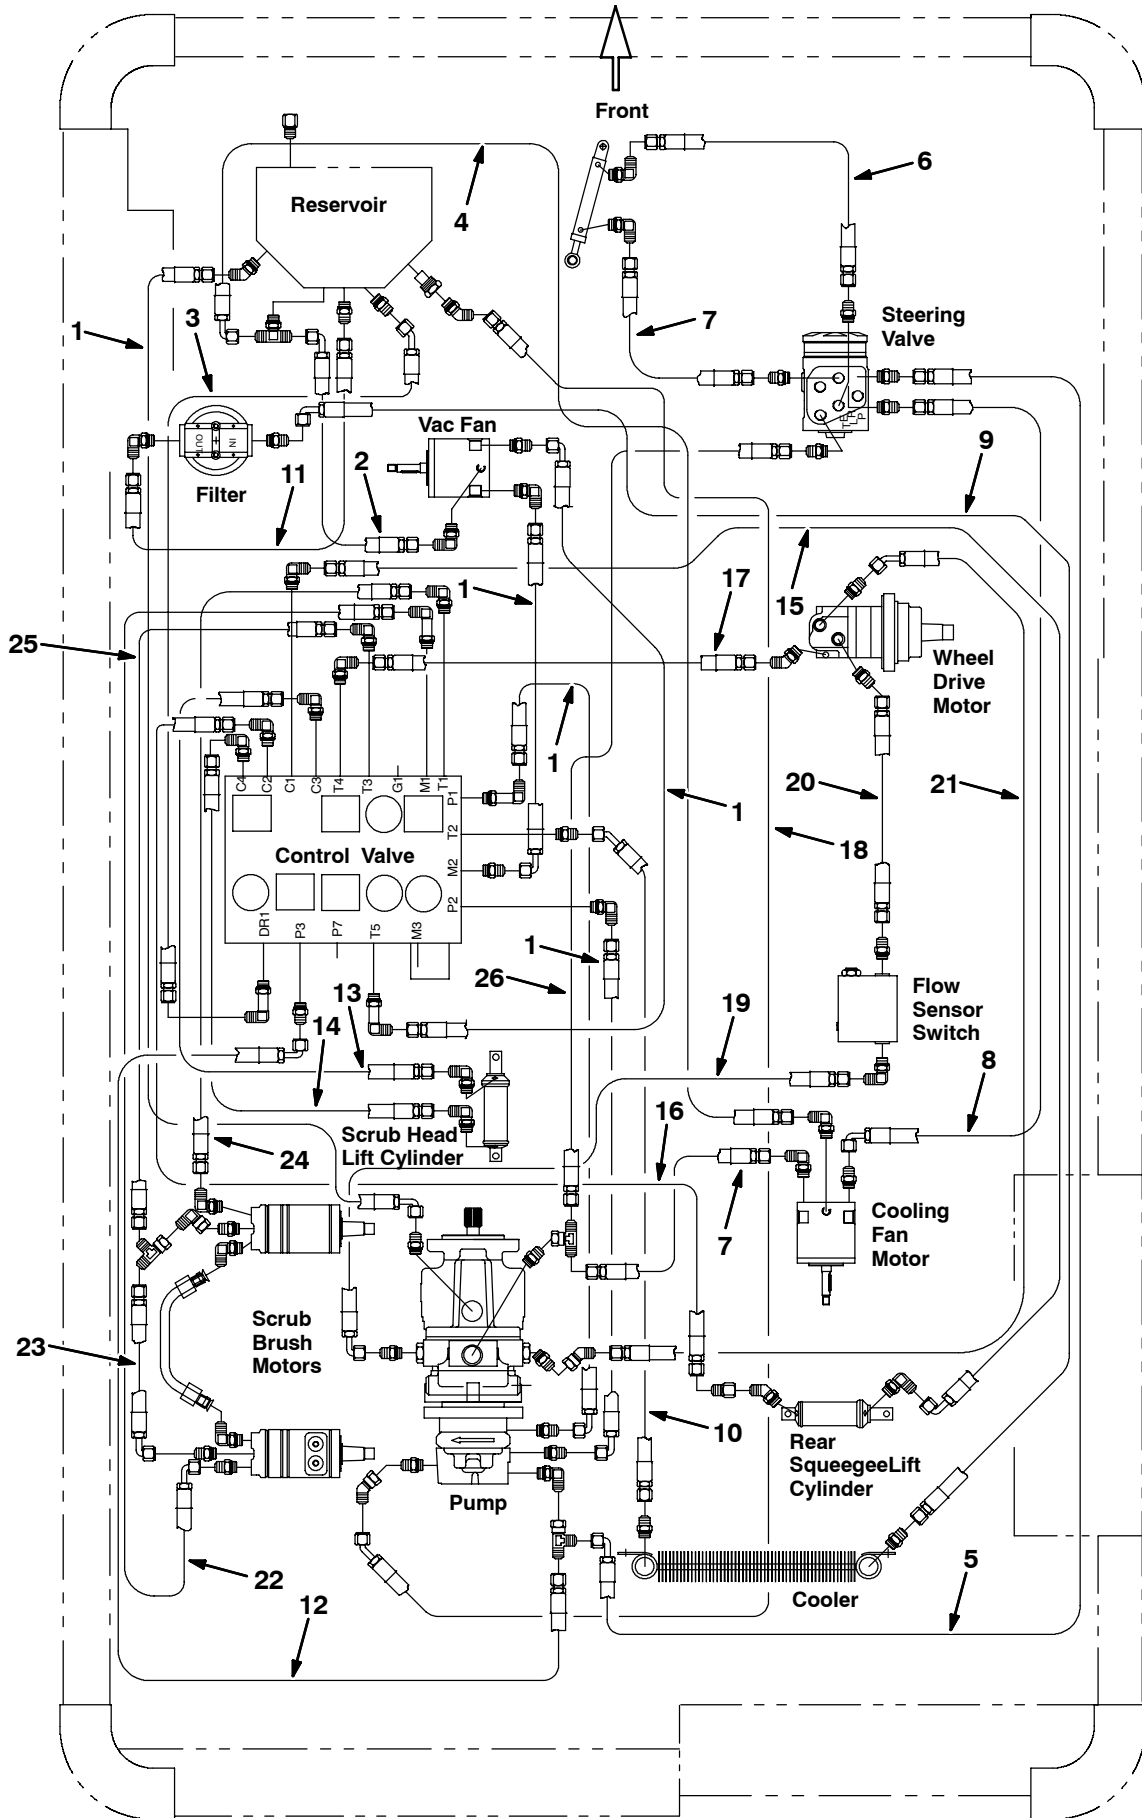 Front
Reservoir
4
6
1
3
7
Steering
Valve
T E R L P
Vac Fan
OUT
IN
Filter
11
2
9
15
1
17
25
Wheel
Drive
Motor
1
20
21
1
18
C4
C2
C1
C3
T4
T3
G1
M1
T1
P1
T2
M2
P2
Control Valve
DR1
P3
P7
T5
M3
1
26
13
14
Flow
Sensor
Switch
19
8
16
Scrub Head
Lift Cylinder
24
7
Cooling
Fan
Motor
Scrub
Brush
Motors
23
10
Rear
SqueegeeLift
Cylinder
Pump
22
12
Cooler
5